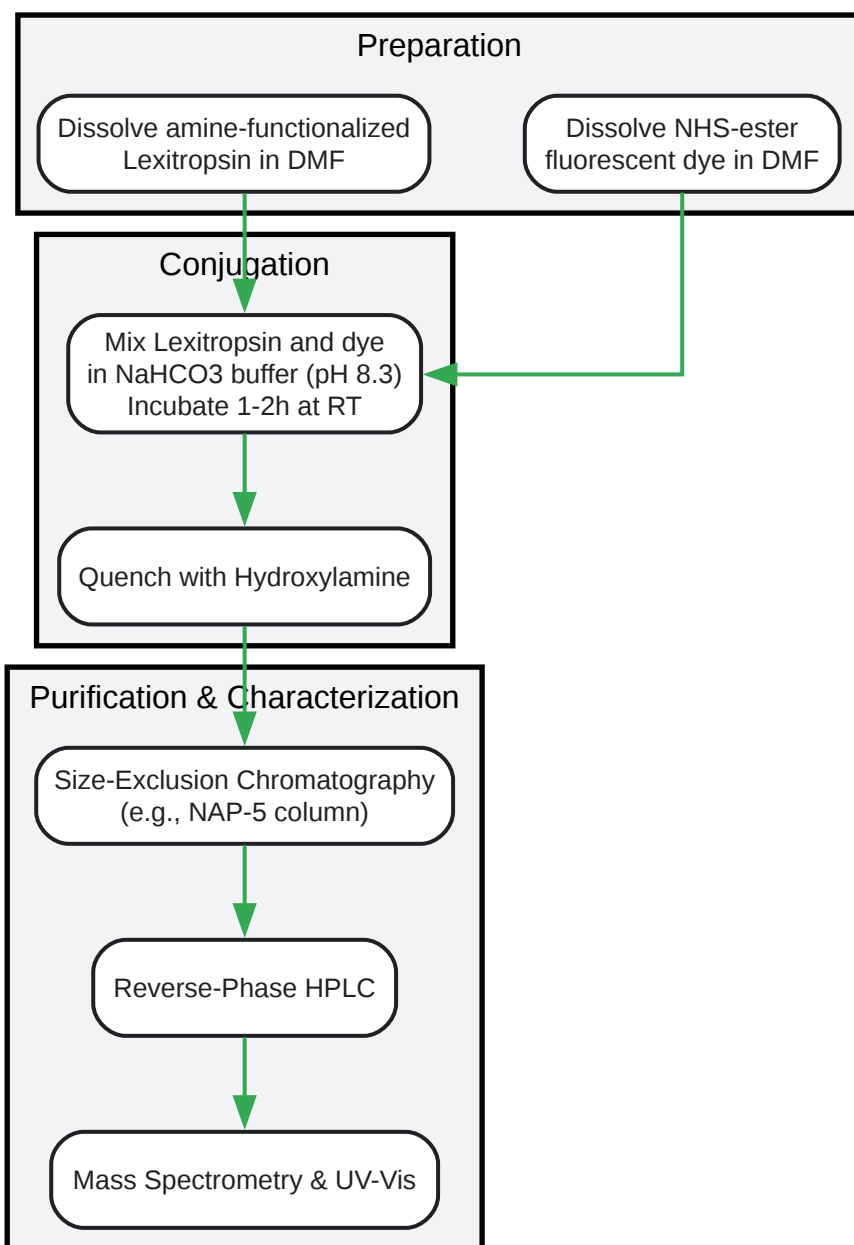 Preparation
Dissolve amine-functionalized
Lexitropsin in DMF
Dissolve NHS-ester
fluorescent dye in DMF
Conjugation
Mix Lexitropsin and dye
in NaHCO3 buffer (pH 8.3)
Incubate 1-2h at RT
Quench with Hydroxylamine
Purification & Characterization
Size-Exclusion Chromatography
(e.g., NAP-5 column)
Reverse-Phase HPLC
Mass Spectrometry & UV-Vis